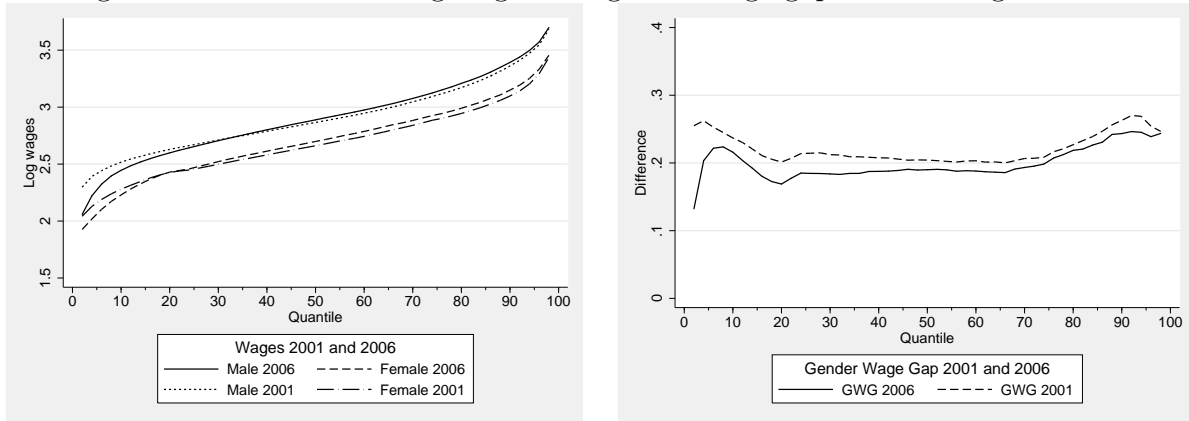 Log wages
3.5
3
2.5
2
1.5
0 10 20 30 40 50 60 70 80 90 100
Quantile
Wages 2001 and 2006
Male 2006 Female 2006
Male 2001 Female 2001
Difference
.4
.3
.2
.1
0
0 10 20 30 40 50 60 70 80 90 100
Quantile
Gender Wage Gap 2001 and 2006
GWG 2006 GWG 2001